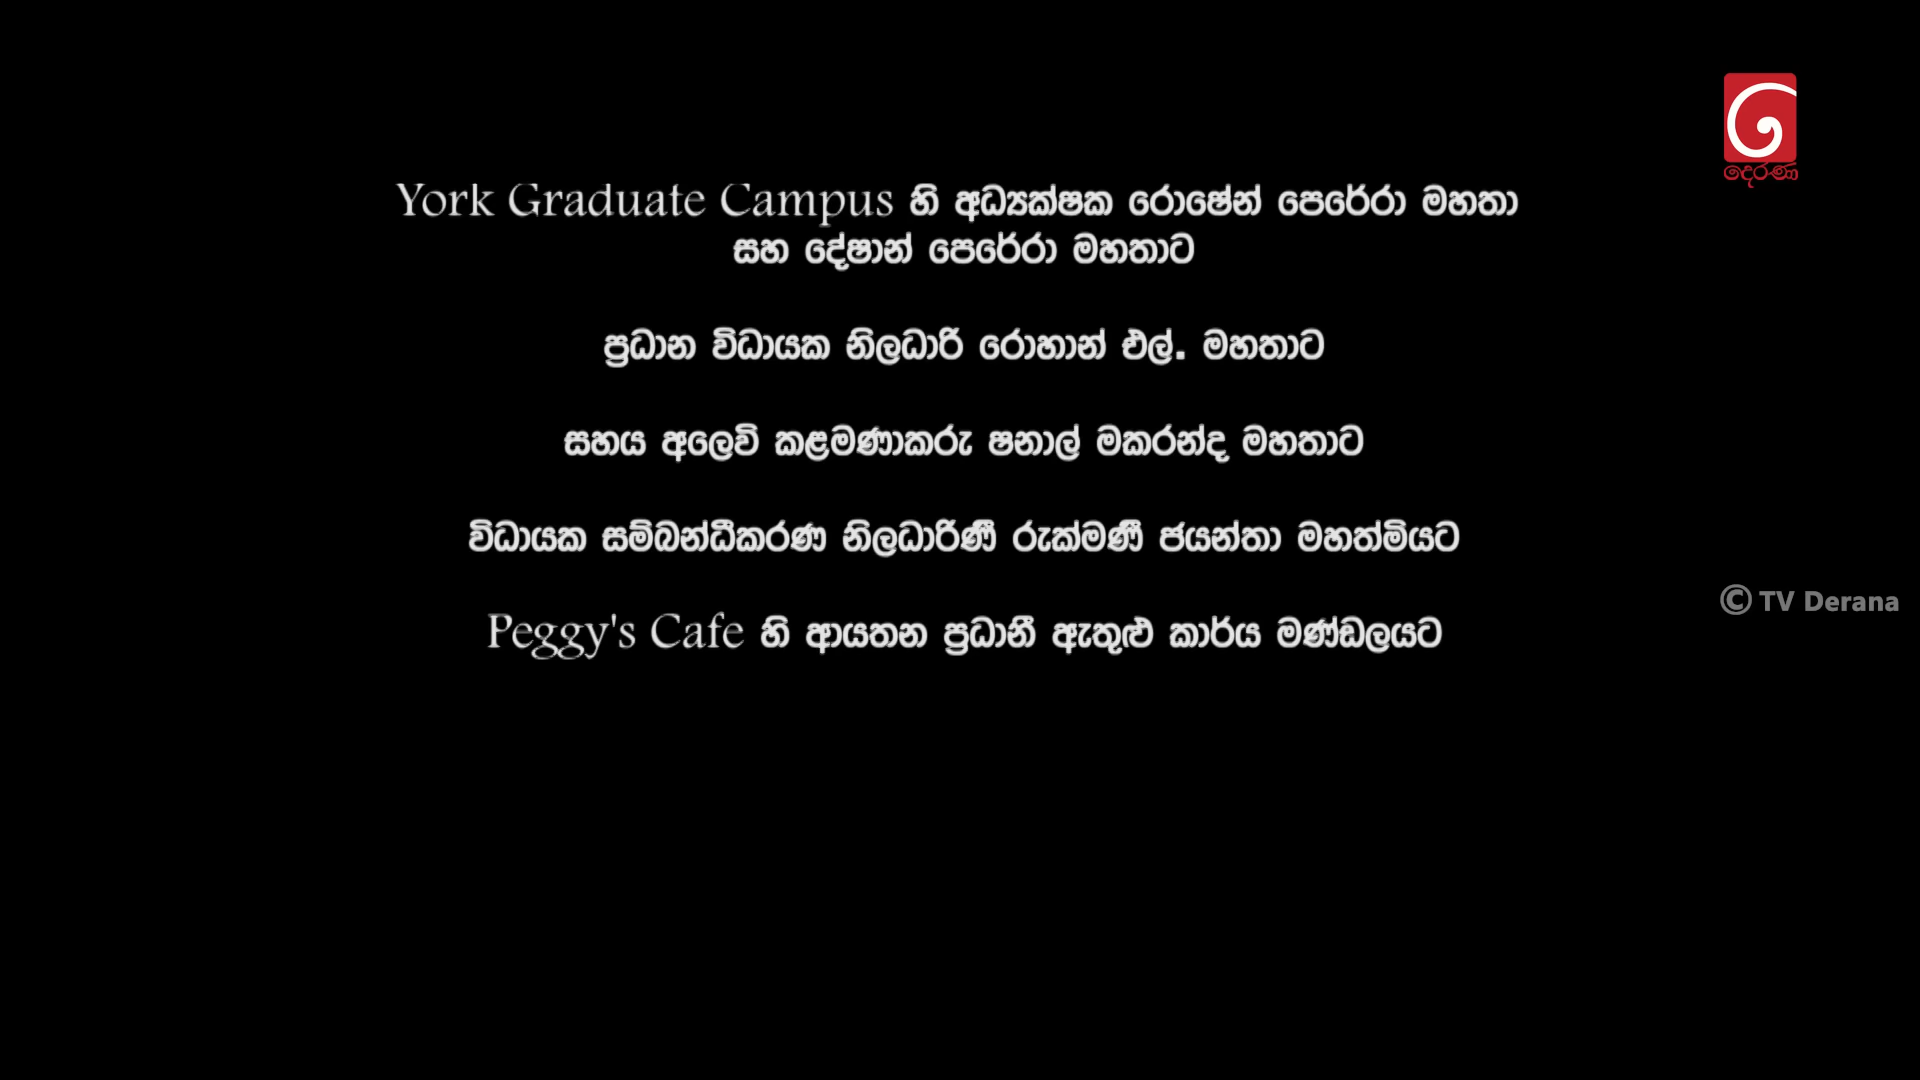 දෙරණ
York Graduate Campus හි අධ්‍යක්ෂක රොෂේන් පෙරේරා මහතා
සහ දේෂාන් පෙරේරා මහතාට
ප්‍රධාන විධායක නිලධාරී රොහාන් එල්. මහතාට
සහය අලෙවි කළමණාකරු ෂනාල් මකරන්ද මහතාට
විධායක සම්බන්ධීකරණ නිලධාරිණී රුක්මණී ජයන්තා මහත්මියට
© TV Derana
Peggy's Cafe හි ආයතන ප්‍රධානී ඇතුළු කාර්ය මණ්ඩලයට